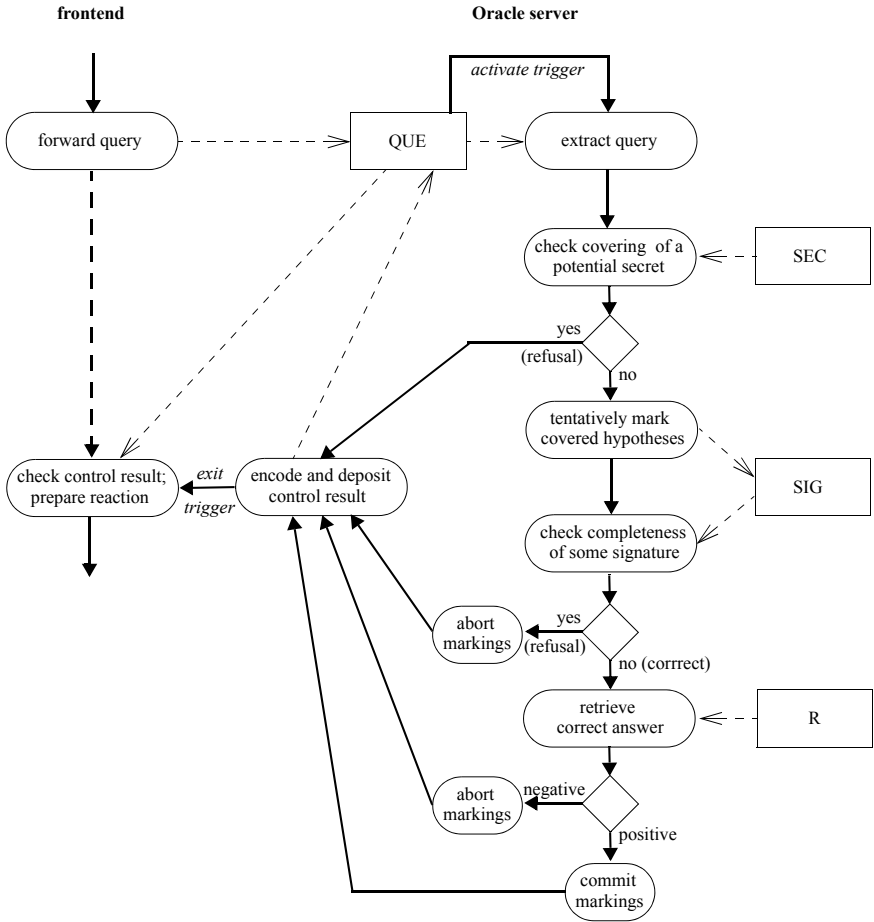 frontend
Oracle server
activate trigger
forward query
QUE
extract query
check covering of a
potential secret
SEC
yes
(refusal)
no
tentatively mark
covered hypotheses
check control result;
prepare reaction
exit
trigger
encode and deposit
control result
SIG
check completeness
of some signature
abort
markings
yes
(refusal)
no (corrrect)
retrieve
correct answer
R
abort
markings
negative
positive
commit
markings